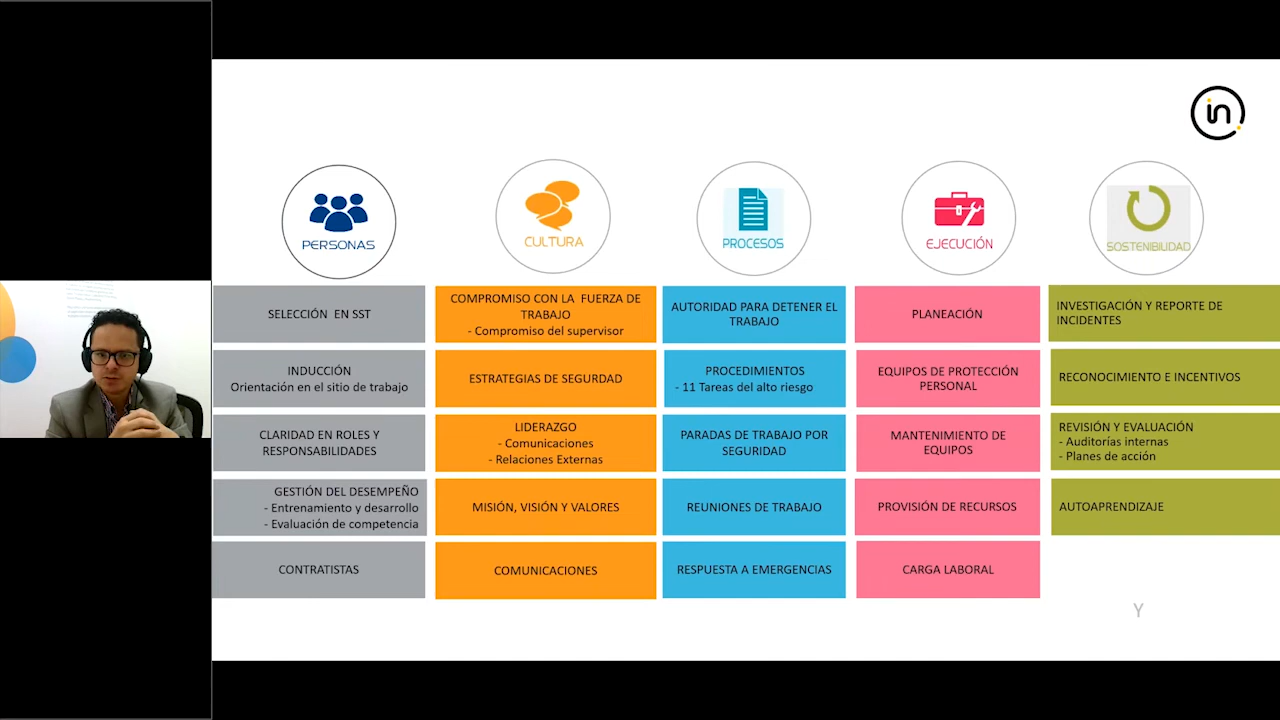 in
PERSONAS
CULTURA
PROCESOS
EJECUCIÓN
SOSTENIBILIDAD
SELECCIÓN EN SST
INDUCCIÓN
Orientación en el sitio de trabajo
CLARIDAD EN ROLES Y
RESPONSABILIDADES
GESTIÓN DEL DESEMPEÑO
- Entrenamiento y desarrollo
- Evaluación de competencia
CONTRATISTAS
COMPROMISO CON LA FUERZA DE
TRABAJO
- Compromiso del supervisor
ESTRATEGIAS DE SEGURDAD
LIDERAZGO
- Comunicaciones
- Relaciones Externas
MISIÓN, VISIÓN Y VALORES
COMUNICACIONES
AUTORIDAD PARA DETENER EL
TRABAJO
PROCEDIMIENTOS
- 11 Tareas del alto riesgo
PARADAS DE TRABAJO POR
SEGURIDAD
REUNIONES DE TRABAJO
RESPUESTA A EMERGENCIAS
PLANEACIÓN
EQUIPOS DE PROTECCIÓN
PERSONAL
MANTENIMIENTO DE
EQUIPOS
PROVISIÓN DE RECURSOS
CARGA LABORAL
INVESTIGACIÓN Y REPORTE DE
INCIDENTES
RECONOCIMIENTO E INCENTIVOS
REVISIÓN Y EVALUACIÓN
- Auditorías internas
- Planes de acción
AUTOAPRENDIZAJE
Y